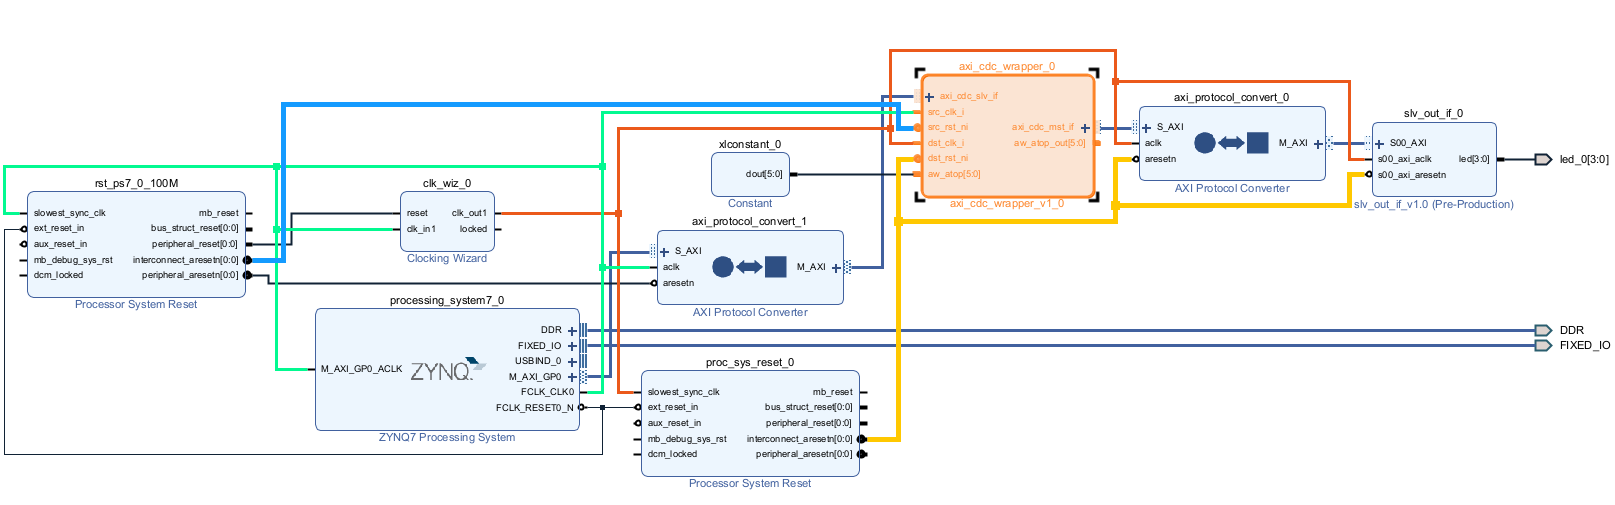 axi_cdc_wrapper_0
axi_cdc_slv_if
src_clk_i
src_rst_ni
dst_clk_i
dst_rst_ni
aw_atop[5:0]
axi_cdc_mst_if
aw_atop_out[5:0]
axi_cdc_wrapper_v1_0
axi_protocol_convert_0
S_AXI
aclk
aresetn
M_AXI
AXI Protocol Converter
slv_out_if_0
S00_AXI
s00_axi_aclk
s00_axi_aresetn
led[3:0]
slv_out_if_v1.0 (Pre-Production)
led_0[3:0]
xlconstant_0
dout[5:0]
Constant
rst_ps7_0_100M
slowest_sync_clk
ext_reset_in
aux_reset_in
mb_debug_sys_rst
dcm_locked
mb_reset
bus_struct_reset[0:0]
peripheral_reset[0:0]
interconnect_aresetn[0:0]
peripheral_aresetn[0:0]
Processor System Reset
clk_wiz_0
reset
clk_in1
clk_out1
locked
Clocking Wizard
axi_protocol_convert_1
S_AXI
aclk
aresetn
M_AXI
AXI Protocol Converter
processing_system7_0
M_AXI_GP0_ACLK
ZYNQ
DDR
FIXED_IO
USBIND_0
M_AXI_GP0
FCLK_CLK0
FCLK_RESET0_N
ZYNQ7 Processing System
DDR
FIXED_IO
proc_sys_reset_0
slowest_sync_clk
ext_reset_in
aux_reset_in
mb_debug_sys_rst
dcm_locked
mb_reset
bus_struct_reset[0:0]
peripheral_reset[0:0]
interconnect_aresetn[0:0]
peripheral_aresetn[0:0]
Processor System Reset